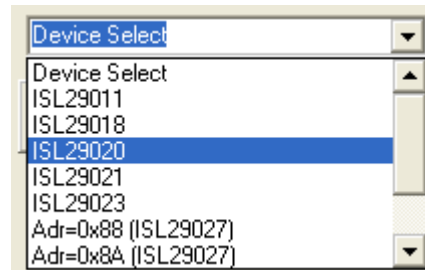 Device Select
Device Select
ISL29011
ISL29018
ISL29020
ISL29021
ISL29023
Adr=0x88 (ISL29027)
Adr=0x8A (ISL29027)